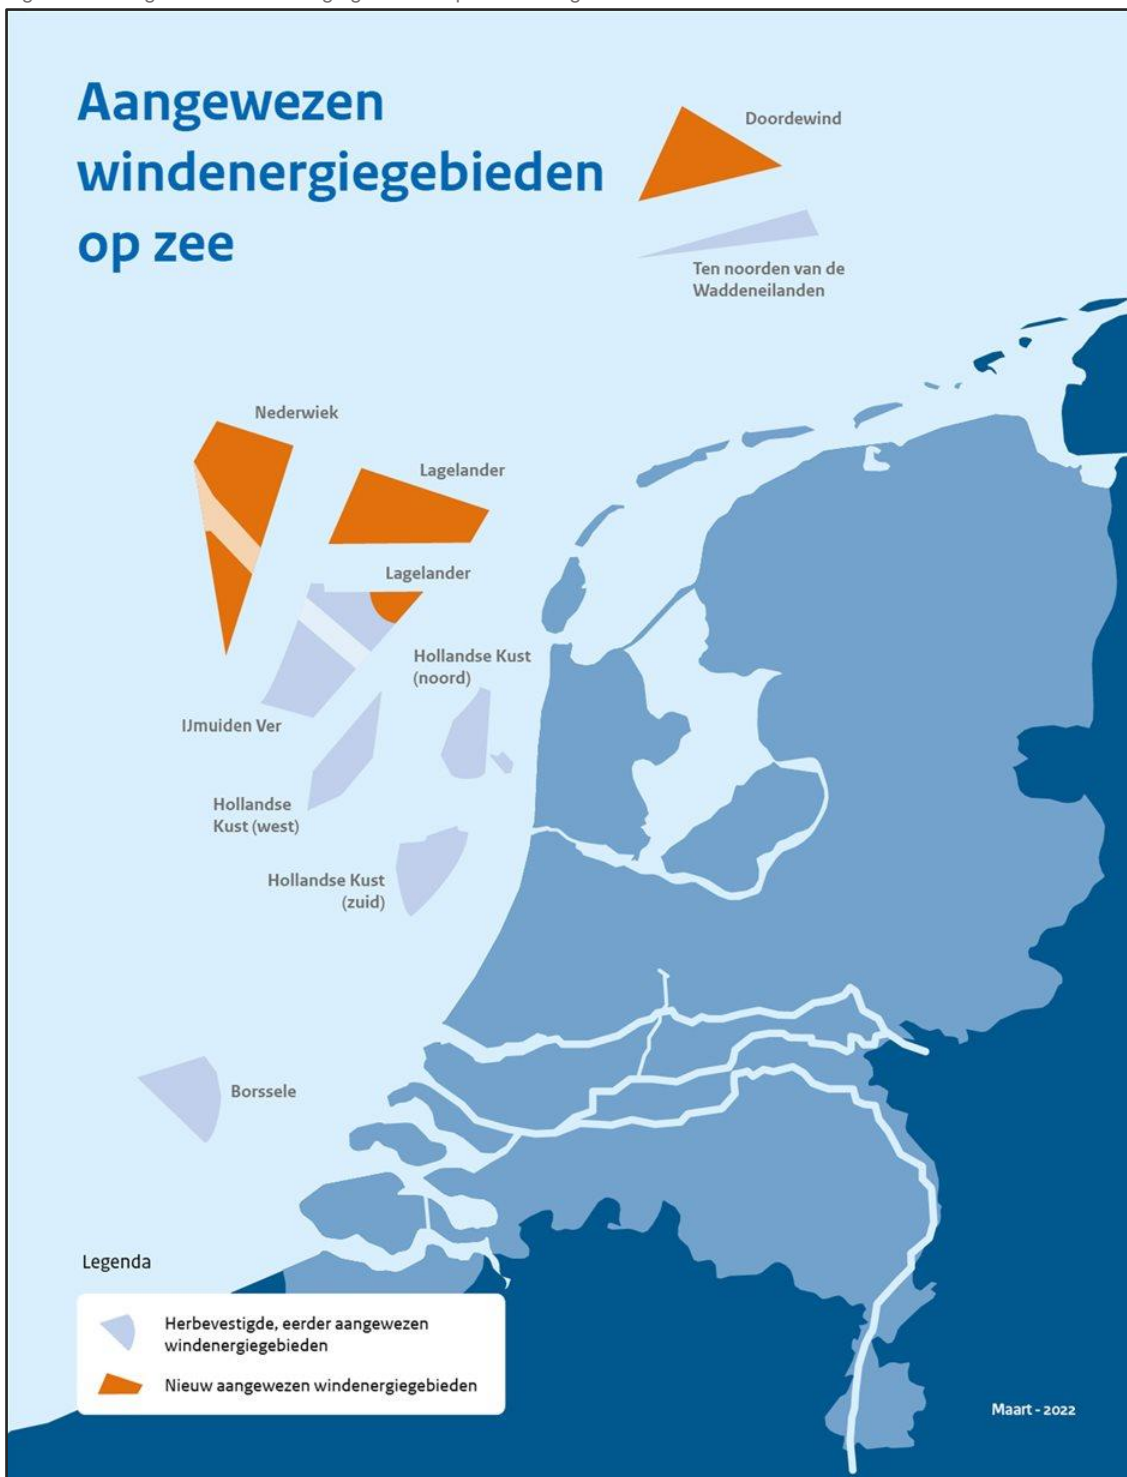 Aangewezen
windenergiegebieden
op zee
Doordewind
Ten noorden van de
Waddeneilanden
Nederwiek
Lagelander
Lagelander
Hollandse Kust
(noord)
IJmuiden Ver
Hollandse
Kust (west)
Hollandse Kust
(zuid)
Borssele
Legenda
Herbevestigde, eerder aangewezen
windenergiegebieden
Nieuw aangewezen windenergiegebieden
Maart - 2022